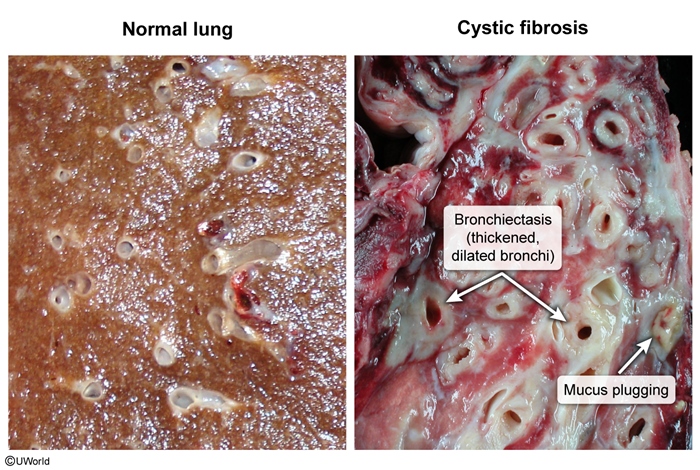 Normal lung
Cystic fibrosis
Bronchiectasis
(thickened,
dilated bronchi)
Mucus plugging
©UWorld